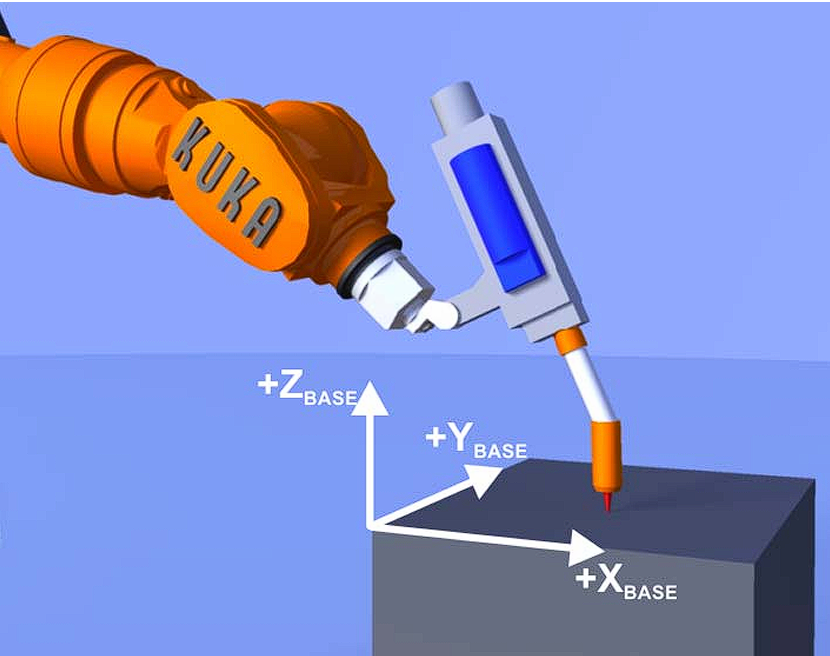 KUKA
+Z BASE
+Y BASE
+X BASE